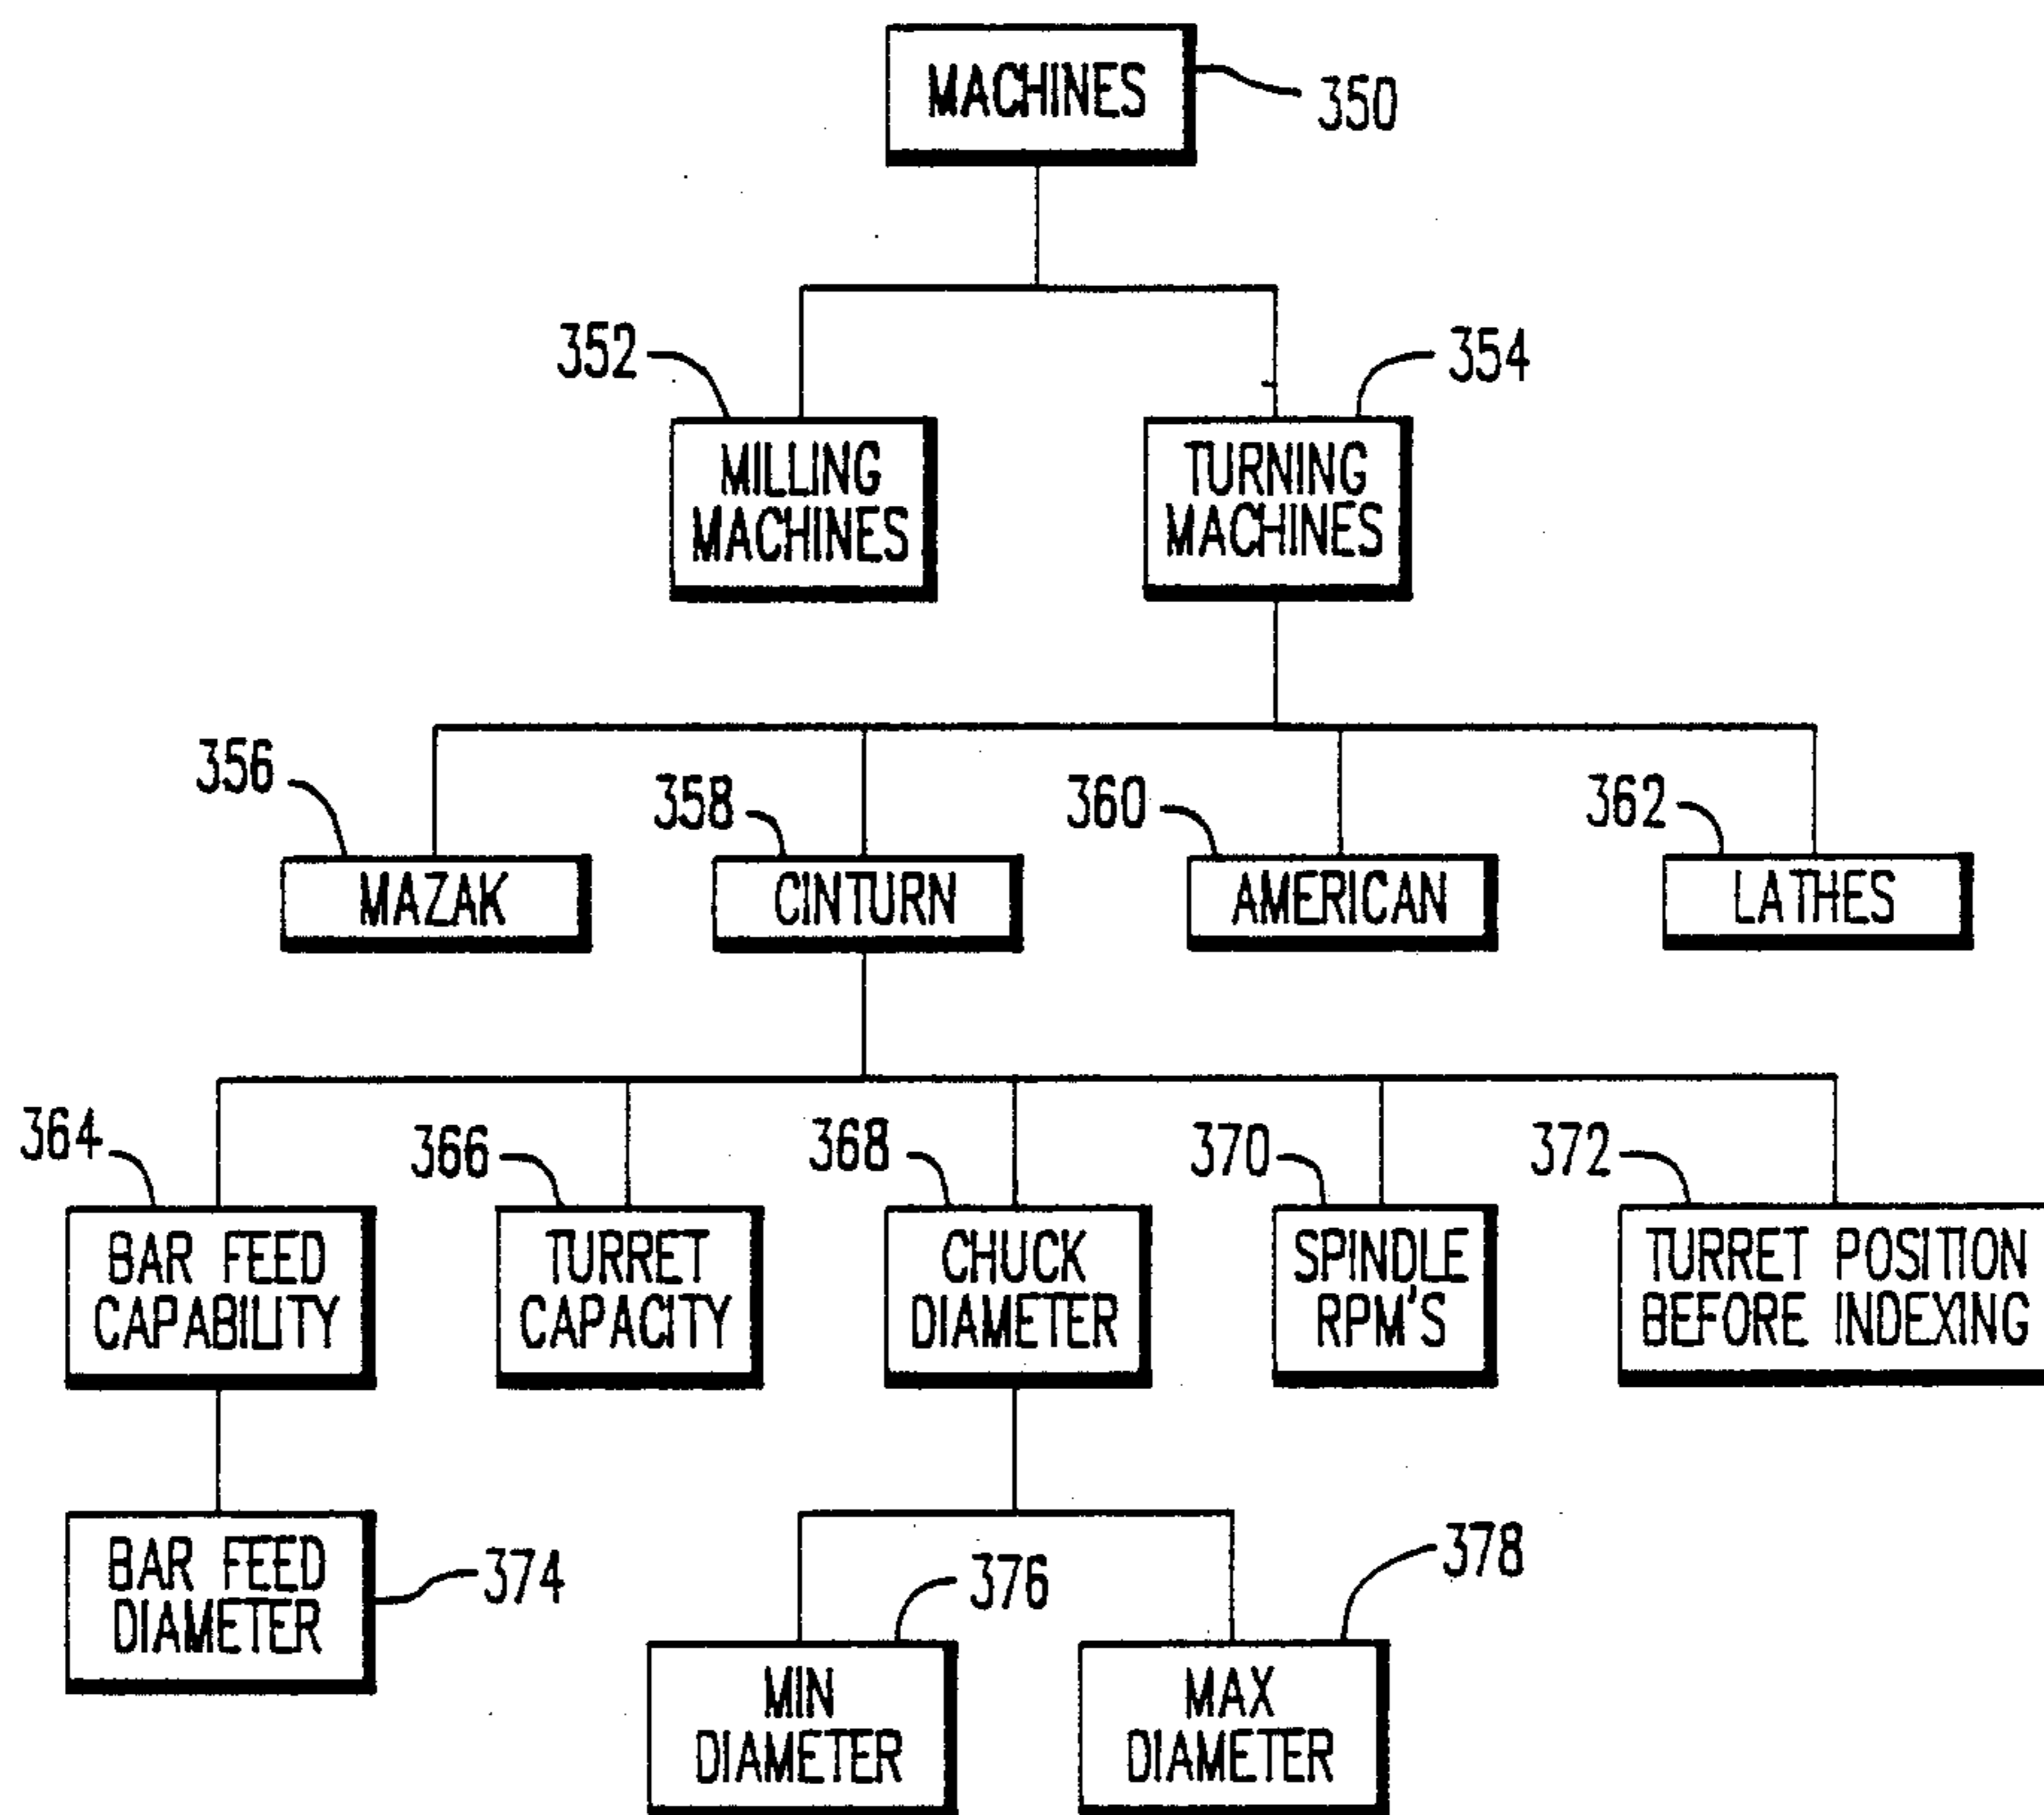 MACHINES
350
352
354
MILLING
MACHINES
TURNING
MACHINES
356
358
360
362
MAZAK
CINTURN
AMERICAN
LATHES
364
366
368
370
372
BAR FEED
CAPABILITY
TURRET
CAPACITY
CHUCK
DIAMETER
SPINDLE
RPM'S
TURRET POSITION
BEFORE INDEXING
BAR FEED
DIAMETER
374
376
378
MIN
DIAMETER
MAX
DIAMETER